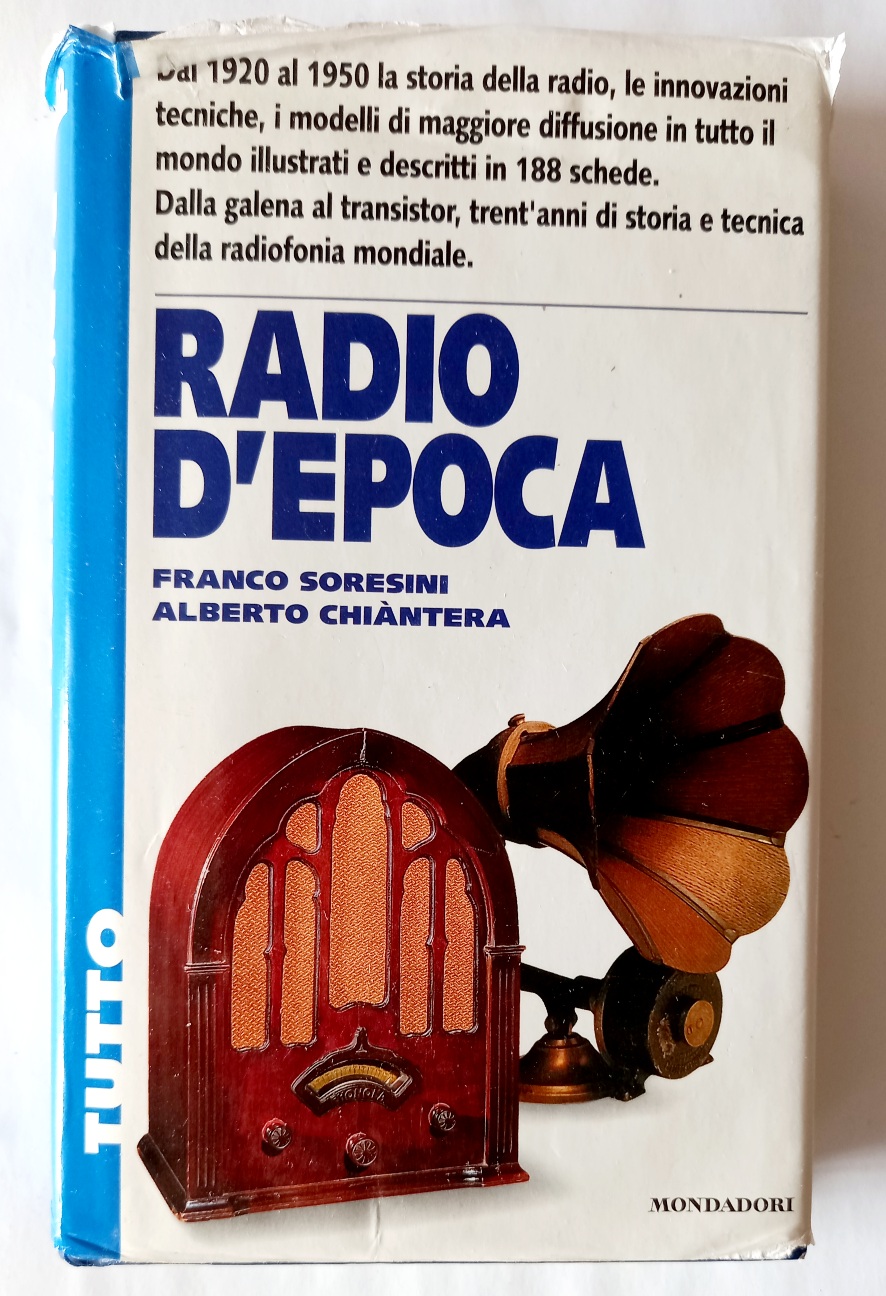 Dal 1920 al 1950 la storia della radio, le innovazioni
tecniche, i modelli di maggiore diffusione in tutto il
mondo illustrati e descritti in 188 schede.
Dalla galena al transistor, trent'anni di storia e tecnica
della radiofonia mondiale.
RADIO
D'EPOCA
FRANCO SORESINI
ALBERTO CHIÀNTERA
TUTTO
MONDADORI